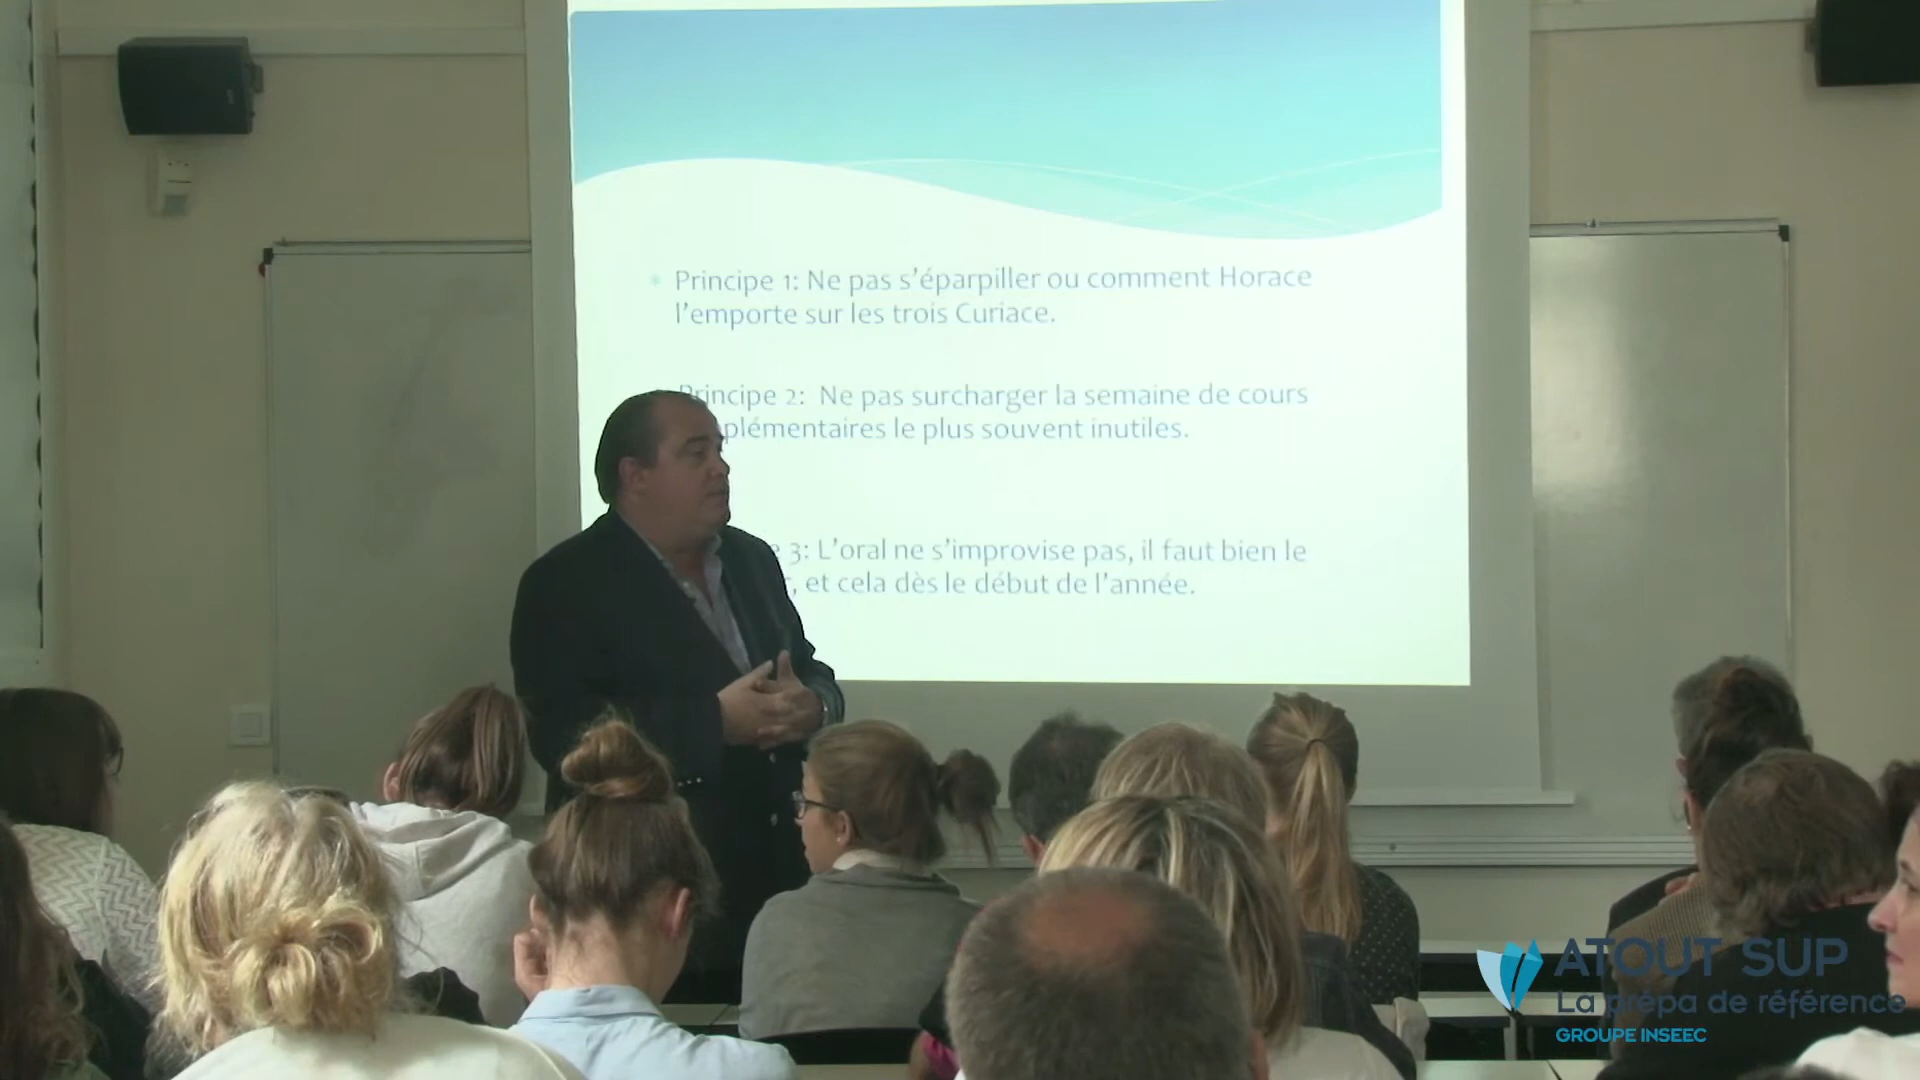 Principe 1: Ne pas s'éparpiller ou comment Horace
l'emporte sur les trois Curiace.
Principe 2: Ne pas surcharger la semaine de cours
plémentaires le plus souvent inutiles.
3: L'oral ne s'improvise pas, il faut bien le
, et cela dès le début de l'année.
ATOUT SUP
La prépa de référence
GROUPE INSEEC